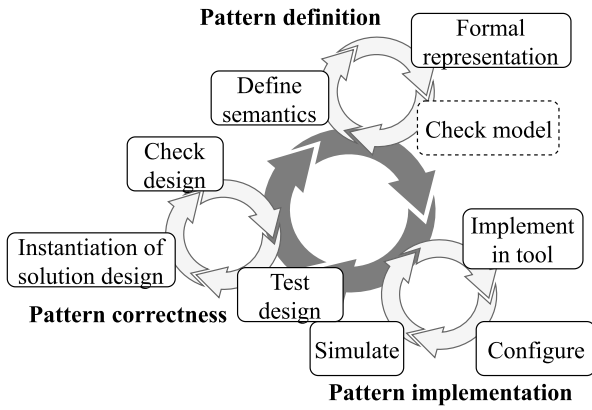 Pattern definition
Formal
representation
Define
semantics
Check model
Check
design
Implement
in tool
Instantiation of
solution design
Test
design
Pattern correctness
Simulate
Configure
Pattern implementation